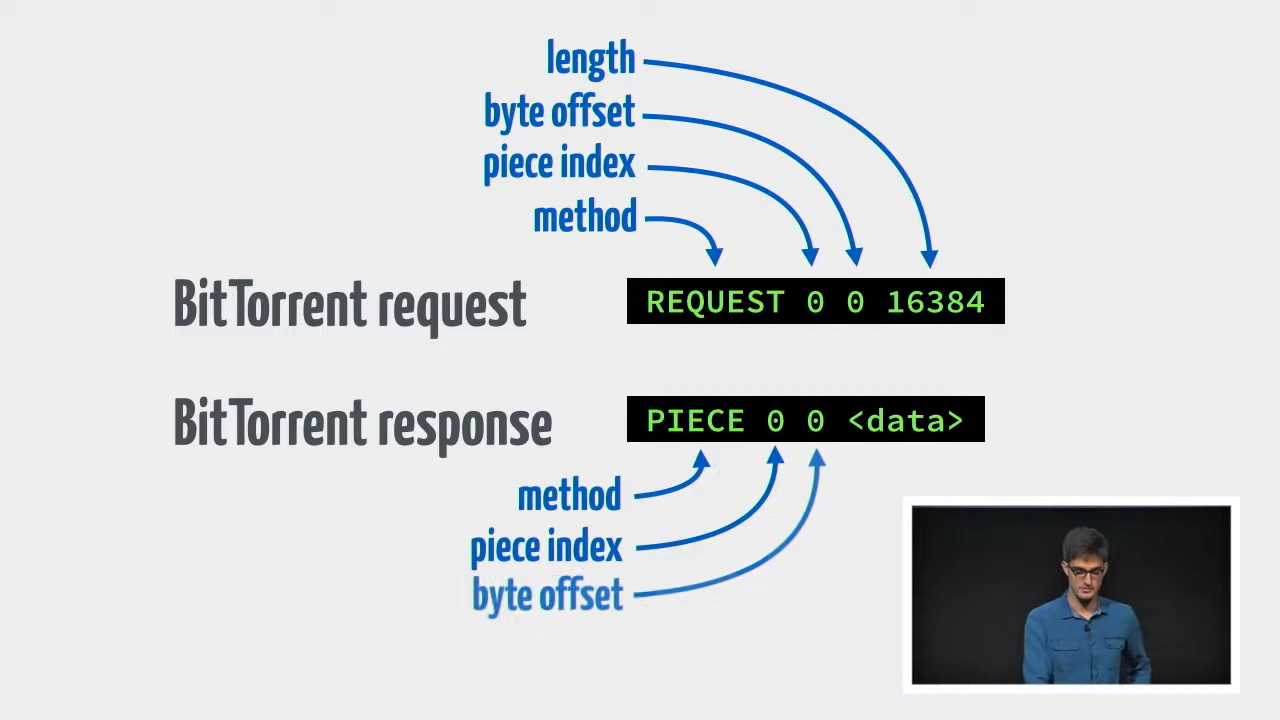 length
byte offset
piece index
method
BitTorrent request
REQUEST 0 0 16384
BitTorrent response
PIECE 0 0 <data>
method
piece index
byte offset